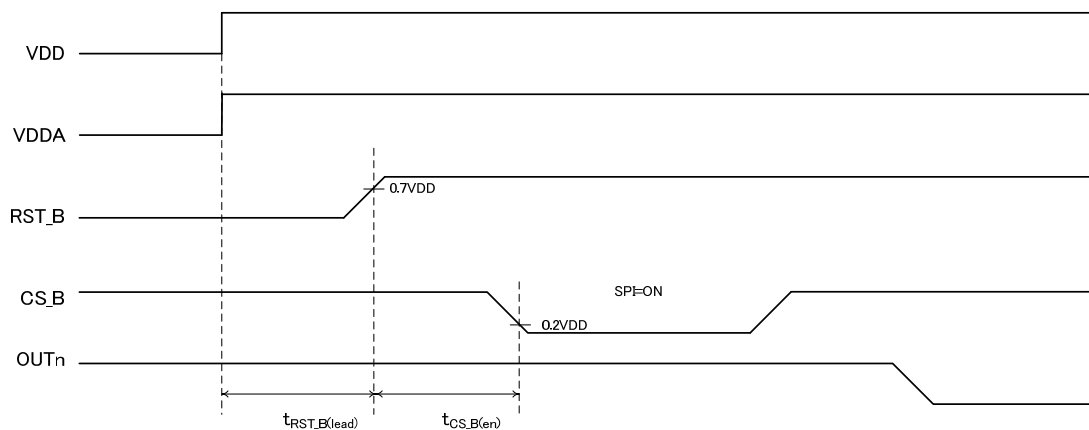 VDD
VDDA
RST_B
0.7VDD
CS_B
SPI=ON
0.2VDD
OUTn
tRST_B(lead)
tCS_B(en)